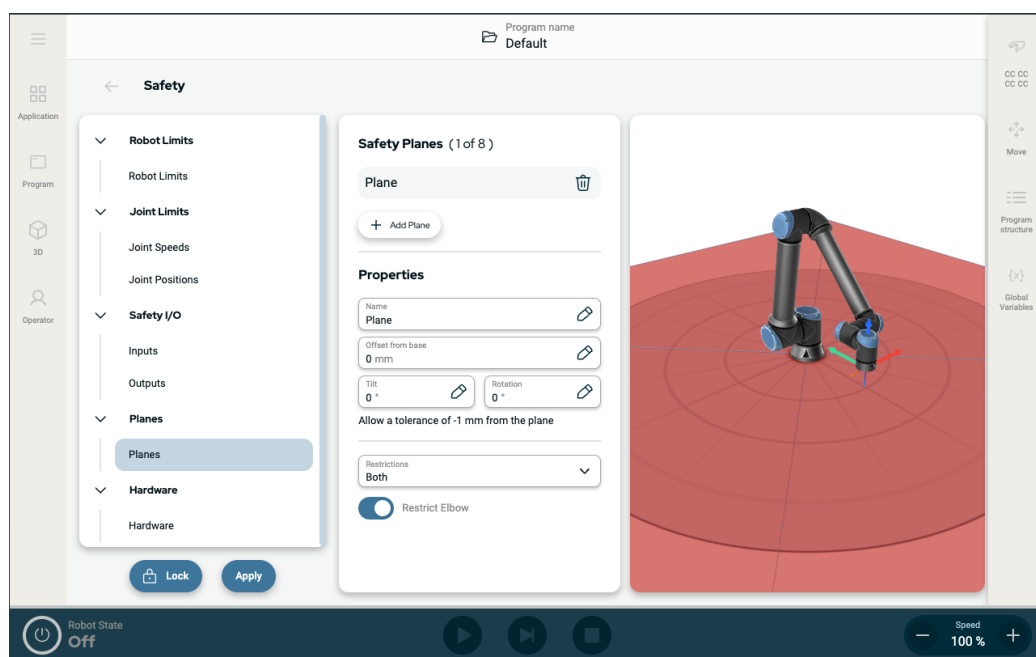 Program name
Default
Safety
Application
Program
3D
Operator
Robot Limits
Robot Limits
Joint Limits
Joint Speeds
Joint Positions
Safety I/O
Inputs
Outputs
Planes
Planes
Hardware
Hardware
Lock
Apply
Safety Planes (1 of 8)
Plane
+ Add Plane
Properties
Name
Plane
Offset from base
0 mm
Tilt
0 °
Rotation
0 °
Allow a tolerance of -1 mm from the plane
Restrictions
Both
Restrict Elbow
CC CC
CC CC
Move
Program
structure
{x}
Global
Variables
Robot State
Off
Speed
100 %